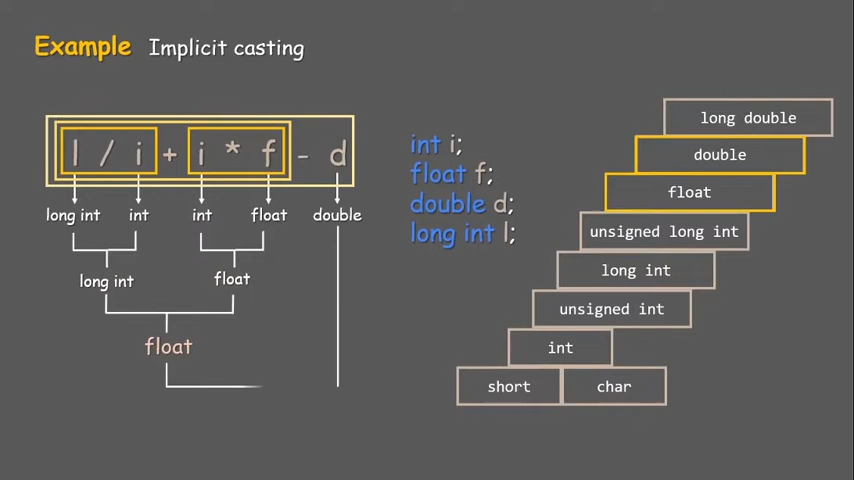 Example Implicit casting
l / i + i * f - d
long int int int float double
long int float
float
int i;
float f;
double d;
long int l;
long double
double
float
unsigned long int
long int
unsigned int
int
short char